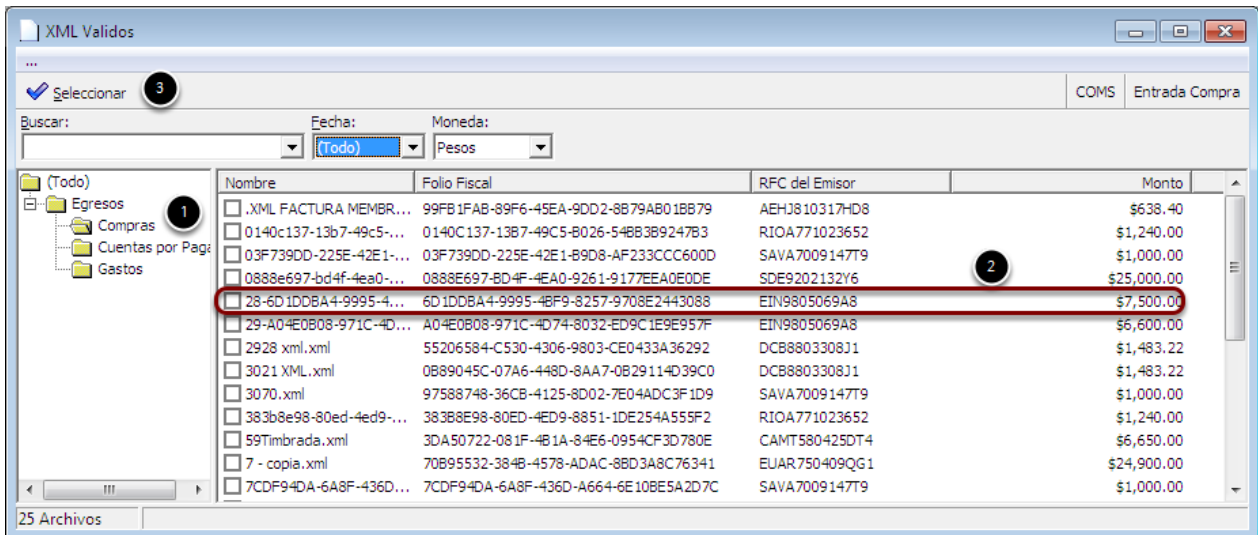 XML Validos
...
Seleccionar 3 COMS Entrada Compra
Buscar: Fecha: Moneda:
(Todo) Pesos
(Todo) Nombre Folio Fiscal RFC del Emisor Monto
Egresos 1
Compras
Cuentas por Paga
Gastos
.XML FACTURA MEMBR... 99FB1FAB-89F6-45EA-9DD2-8B79AB01BB79 AEHJ810317HD8 $638.40
0140c137-13b7-49c5-... 0140C137-13B7-49C5-B026-54BB3B9247B3 RIOA771023652 $1,240.00
03F739DD-225E-42E1-... 03F739DD-225E-42E1-B9D8-AF233CCC600D SAVA7009147T9 $1,000.00
2
0888e697-bd4f-4ea0-... 0888E697-BD4F-4EA0-9261-9177EEA0E0DE SDE9202132Y6 $25,000.00
28-6D1DDBA4-9995-4... 6D1DDBA4-9995-4BF9-8257-9708E2443088 EIN9805069A8 $7,500.00
29-A04E0B08-971C-4D... A04E0B08-971C-4D74-8032-ED9C1E9E957F EIN9805069A8 $6,600.00
2928 xml.xml 55206584-C530-4306-9803-CE0433A36292 DCB8803308J1 $1,483.22
3021 XML.xml 0B89045C-07A6-448D-8AA7-0B29114D39C0 DCB8803308J1 $1,483.22
3070.xml 97588748-36CB-4125-8D02-7E04ADC3F1D9 SAVA7009147T9 $1,000.00
383b8e98-80ed-4ed9-... 383B8E98-80ED-4ED9-8851-1DE254A555F2 RIOA771023652 $1,240.00
59Timbrada.xml 3DA50722-081F-4B1A-84E6-0954CF3D780E CAMT580425DT4 $6,650.00
7 - copia.xml 70B95532-384B-4578-ADAC-8BD3A8C76341 EUAR750409QG1 $24,900.00
7CDF94DA-6A8F-436D... 7CDF94DA-6A8F-436D-A664-6E10BE5A2D7C SAVA7009147T9 $1,000.00
25 Archivos